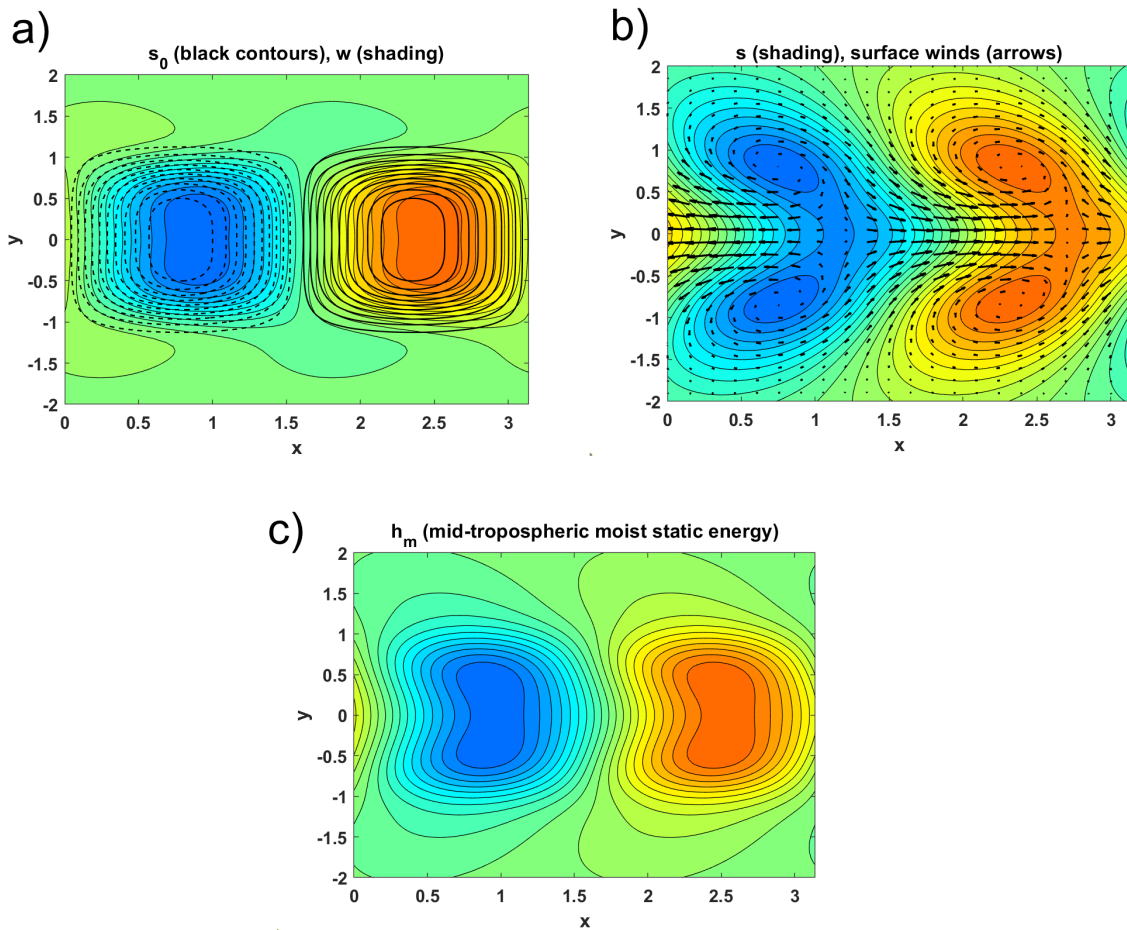 a)
s0 (black contours), w (shading)
2
1.5
1
0.5
0
-0.5
-1
-1.5
-2
y
0 0.5 1 1.5 2 2.5 3
x
b)
s (shading), surface winds (arrows)
2
1.5
1
0.5
0
-0.5
-1
-1.5
-2
y
0 0.5 1 1.5 2 2.5 3
x
c)
hm (mid-tropospheric moist static energy)
2
1.5
1
0.5
0
-0.5
-1
-1.5
-2
y
0 0.5 1 1.5 2 2.5 3
x